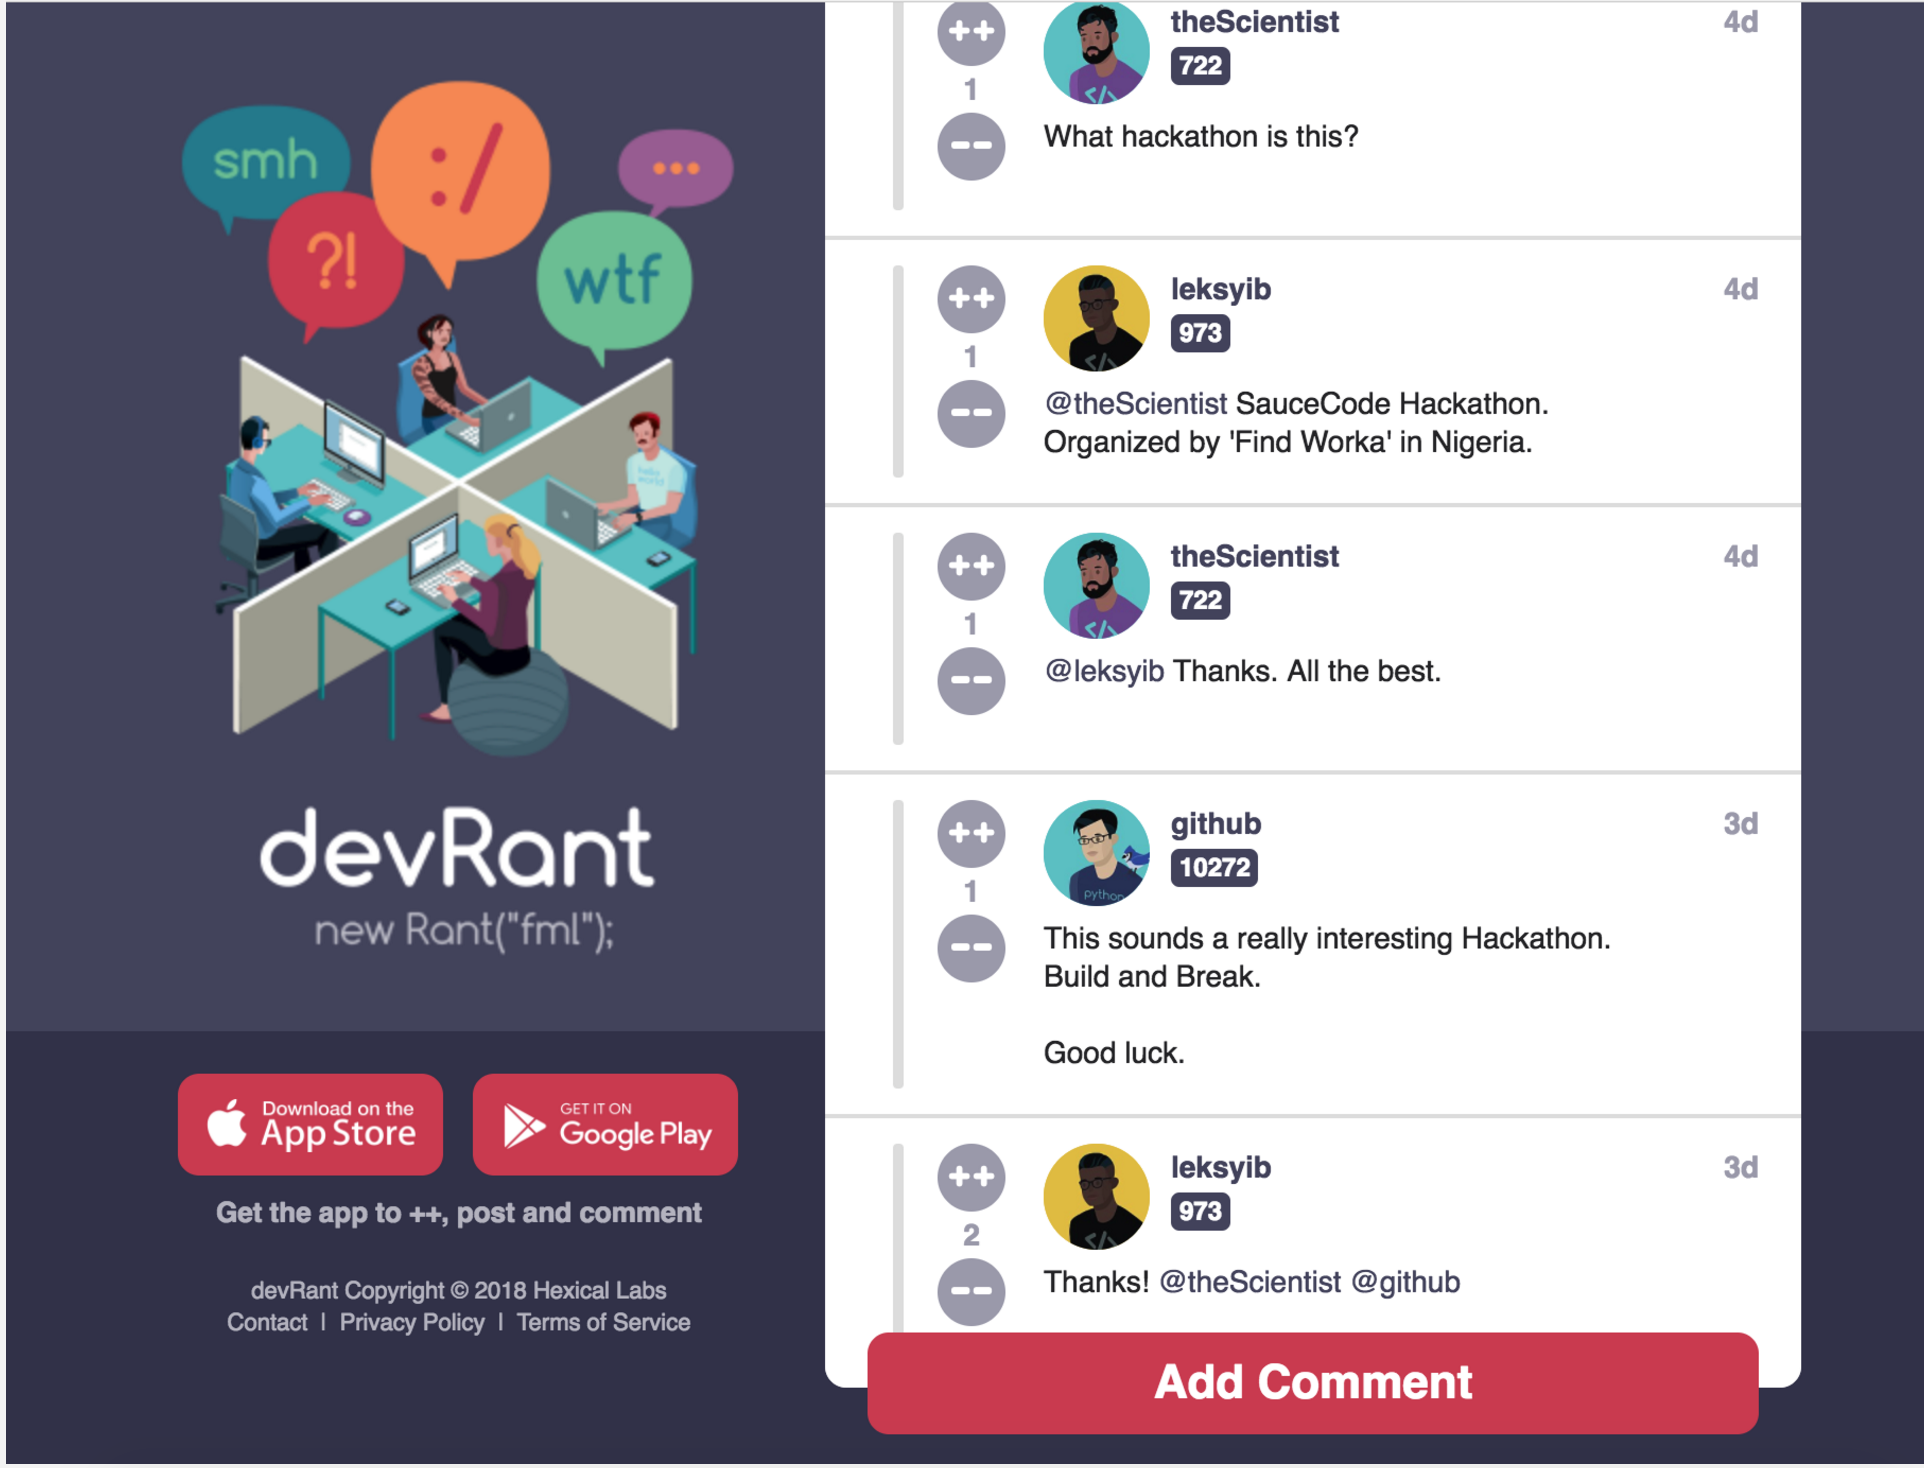 smh
:/
...
?!
wtf
hello
world
devRant
new Rant("fml");
Download on the
App Store
GET IT ON
Google Play
Get the app to ++, post and comment
devRant Copyright © 2018 Hexical Labs
Contact | Privacy Policy | Terms of Service
++
1
--
theScientist
722
4d
</>
What hackathon is this?
++
1
--
leksyib
973
4d
</>
@theScientist SauceCode Hackathon.
Organized by 'Find Worka' in Nigeria.
++
1
--
theScientist
722
4d
</>
@leksyib Thanks. All the best.
++
1
--
github
10272
3d
python
This sounds a really interesting Hackathon.
Build and Break.
Good luck.
++
2
--
leksyib
973
3d
</>
Thanks! @theScientist @github
Add Comment